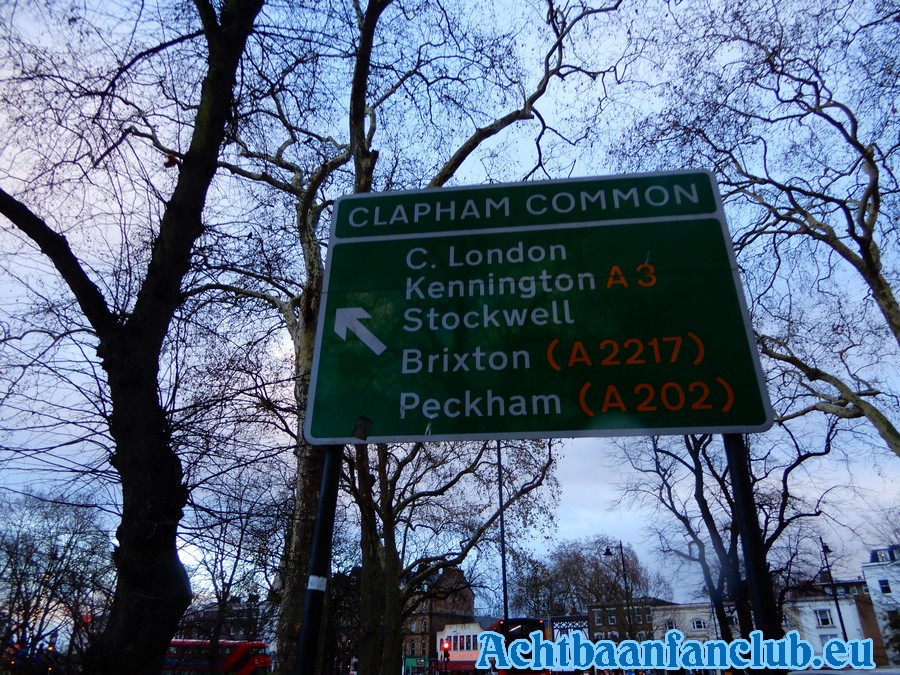 CLAPHAM COMMON
C. London
Kennington A3
Stockwell
Brixton (A2217)
Peckham (A202)
Achtbaanfanclub.eu